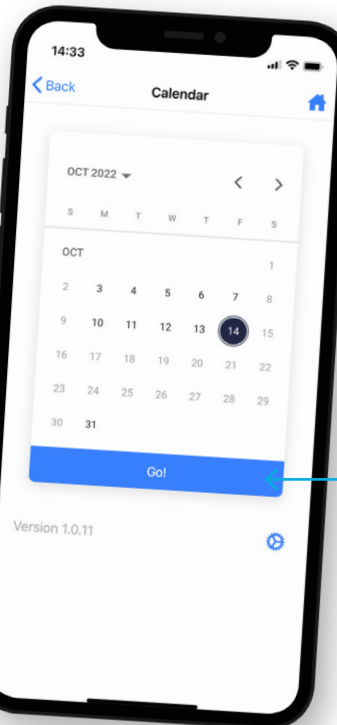 14:33
Back Calendar
OCT 2022
S M T W T F S
OCT 1
2 3 4 5 6 7 8
9 10 11 12 13 14 15
16 17 18 19 20 21 22
23 24 25 26 27 28 29
30 31
Go!
Version 1.0.11